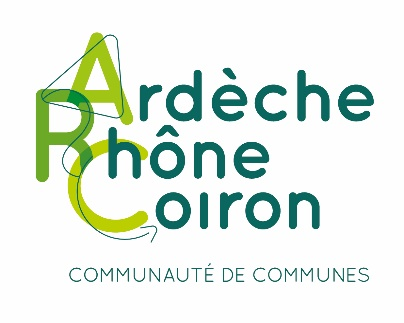 Ardèche
Rhône
Coiron
COMMUNAUTÉ DE COMMUNES